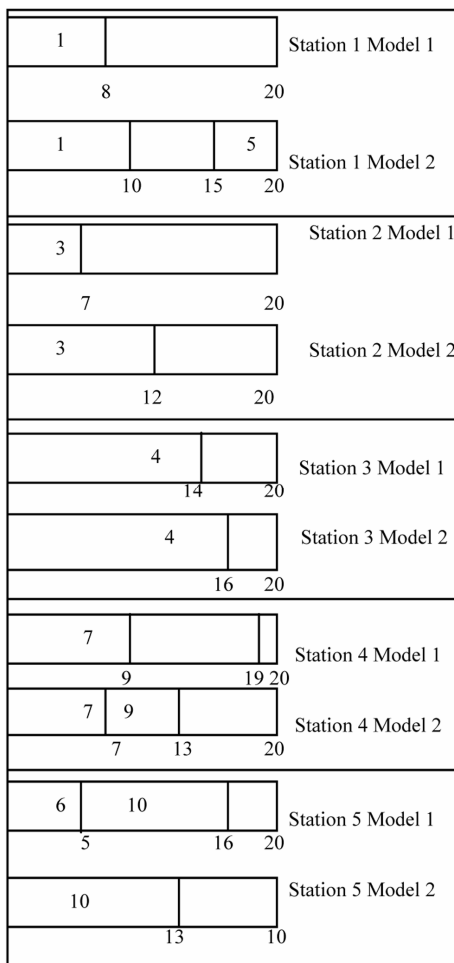 1 Station 1 Model 1
8 20
1 5 Station 1 Model 2
10 15 20
Station 2 Model 1
3
7 20
3 Station 2 Model 2
12 20
4 Station 3 Model 1
14 20
4 Station 3 Model 2
16 20
7 Station 4 Model 1
9 19 20
7 9 Station 4 Model 2
7 13 20
6 10 Station 5 Model 1
5 16 20
10 Station 5 Model 2
13 10